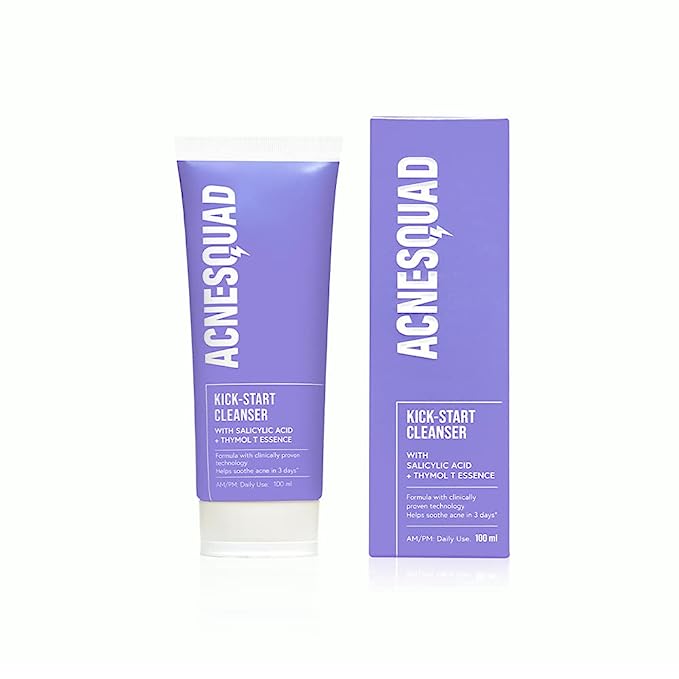 ACNESQUAD
KICK-START
CLEANSER
WITH SALICYLIC ACID
+ THYMOL T ESSENCE
Formula with clinically proven
technology
Helps soothe acne in 3 days*
AM/PM: Daily Use. 100 ml
ACNESQUAD
KICK-START
CLEANSER
WITH
SALICYLIC ACID
+ THYMOL T ESSENCE
Formula with clinically
proven technology
Helps soothe acne in 3 days*
AM/PM: Daily Use. 100 ml